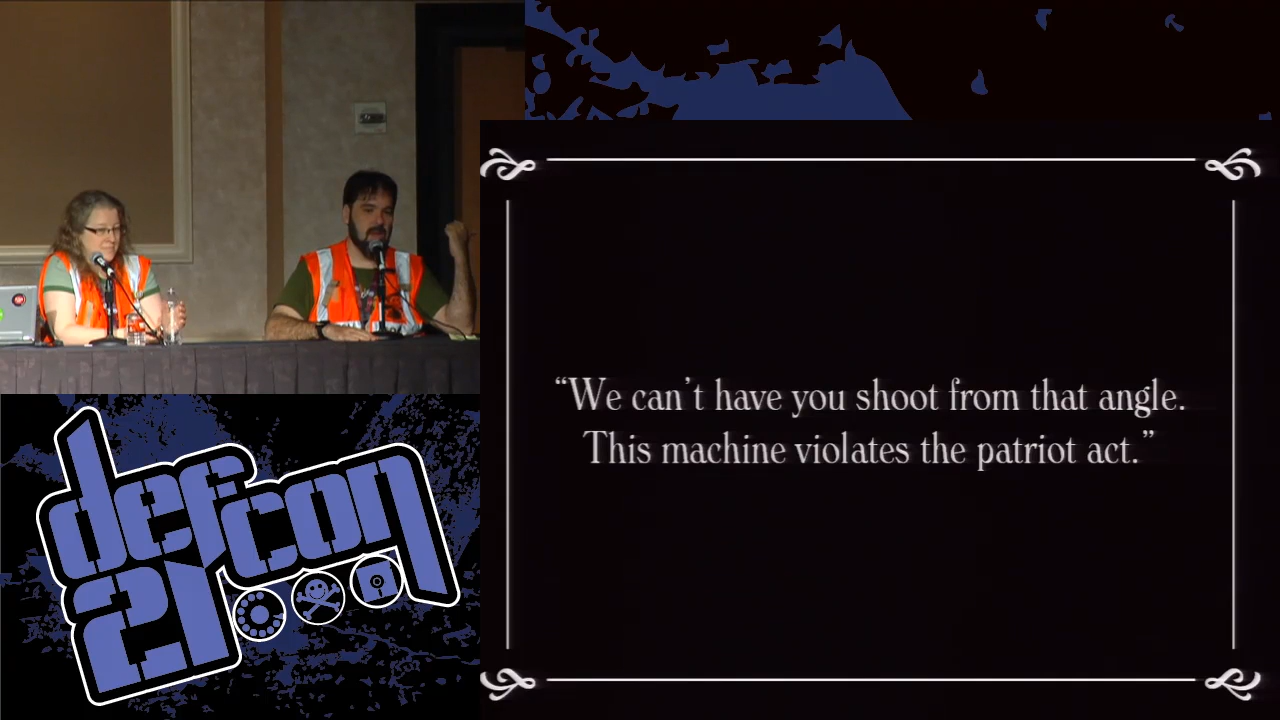 “We can’t have you shoot from that angle.
This machine violates the patriot act.”
defcon
21